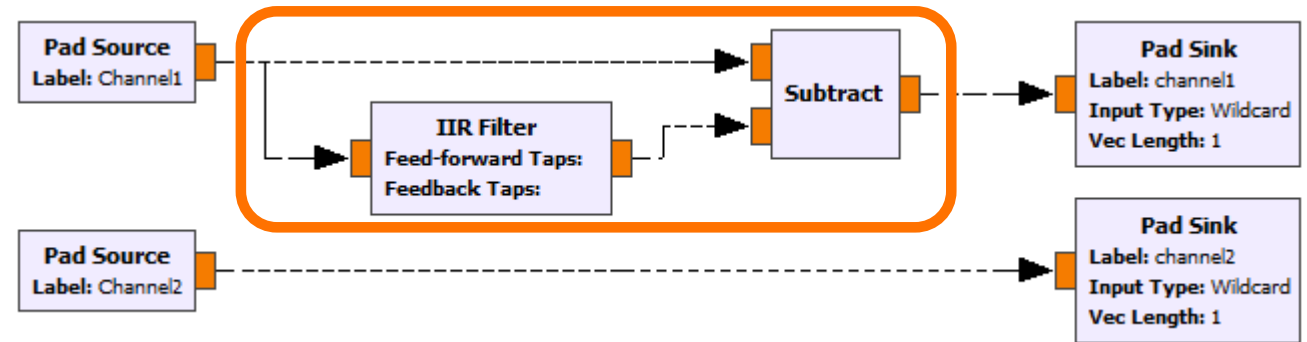 Pad Source
Label: Channel1
IIR Filter
Feed-forward Taps:
Feedback Taps:
Subtract
Pad Sink
Label: channel1
Input Type: Wildcard
Vec Length: 1
Pad Source
Label: Channel2
Pad Sink
Label: channel2
Input Type: Wildcard
Vec Length: 1